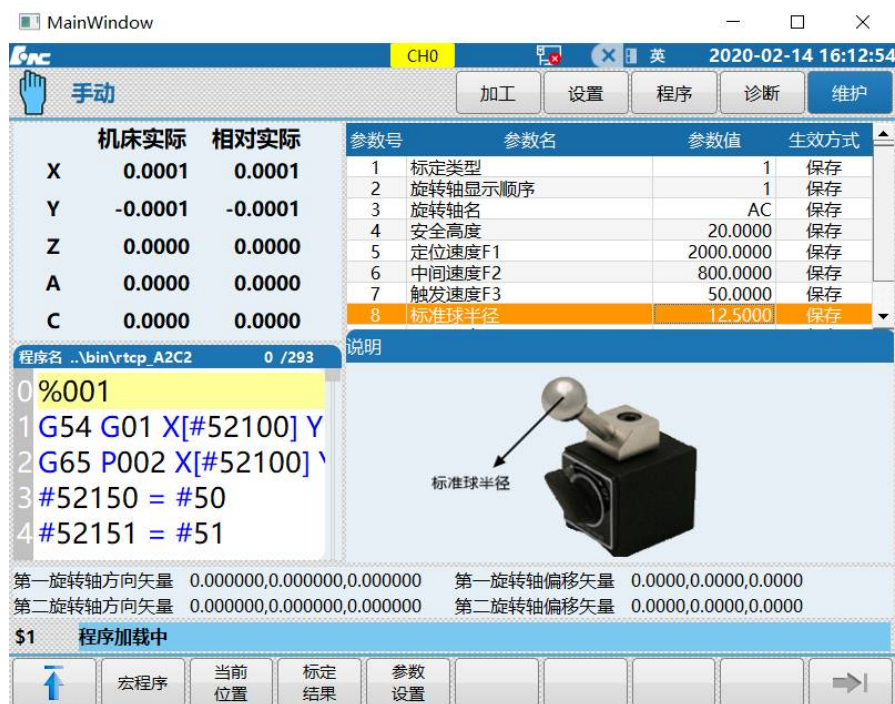 MainWindow
CH0 英 2020-02-14 16:12:54
手动 加工 设置 程序 诊断 维护
机床实际 相对实际
X 0.0001 0.0001
Y -0.0001 -0.0001
Z 0.0000 0.0000
A 0.0000 0.0000
C 0.0000 0.0000
参数号 参数名 参数值 生效方式
1 标定类型 1 保存
2 旋转轴显示顺序 1 保存
3 旋转轴名 AC 保存
4 安全高度 20.0000 保存
5 定位速度F1 2000.0000 保存
6 中间速度F2 800.0000 保存
7 触发速度F3 50.0000 保存
8 标准球半径 12.5000 保存
程序名 ..\bin\rtcp_A2C2 0 /293
0 %001
1 G54 G01 X[#52100] Y
2 G65 P002 X[#52100]
3 #52150 = #50
4 #52151 = #51
说明
标准球半径
第一旋转轴方向矢量 0.000000,0.000000,0.000000 第一旋转轴偏移矢量 0.0000,0.0000,0.0000
第二旋转轴方向矢量 0.000000,0.000000,0.000000 第二旋转轴偏移矢量 0.0000,0.0000,0.0000
$1 程序加载中
宏程序 当前位置 标定结果 参数设置